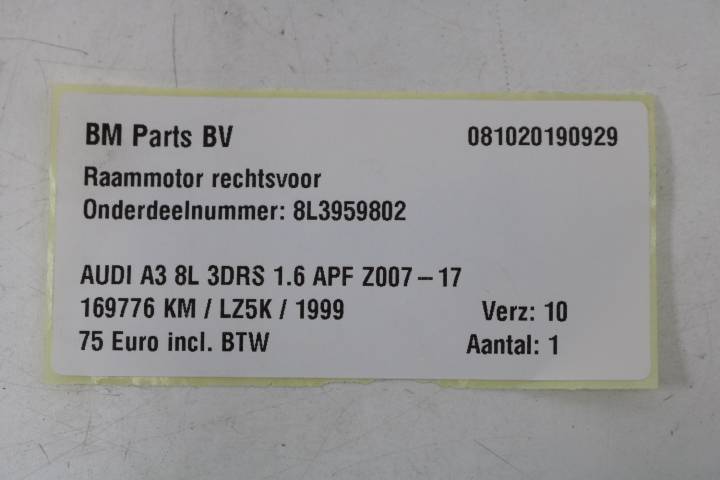 BM Parts BV 081020190929
Raammotor rechtsvoor
Onderdeelnummer: 8L3959802
AUDI A3 8L 3DRS 1.6 APF Z007-17
169776 KM / LZ5K / 1999 Verz: 10
75 Euro incl. BTW Aantal: 1